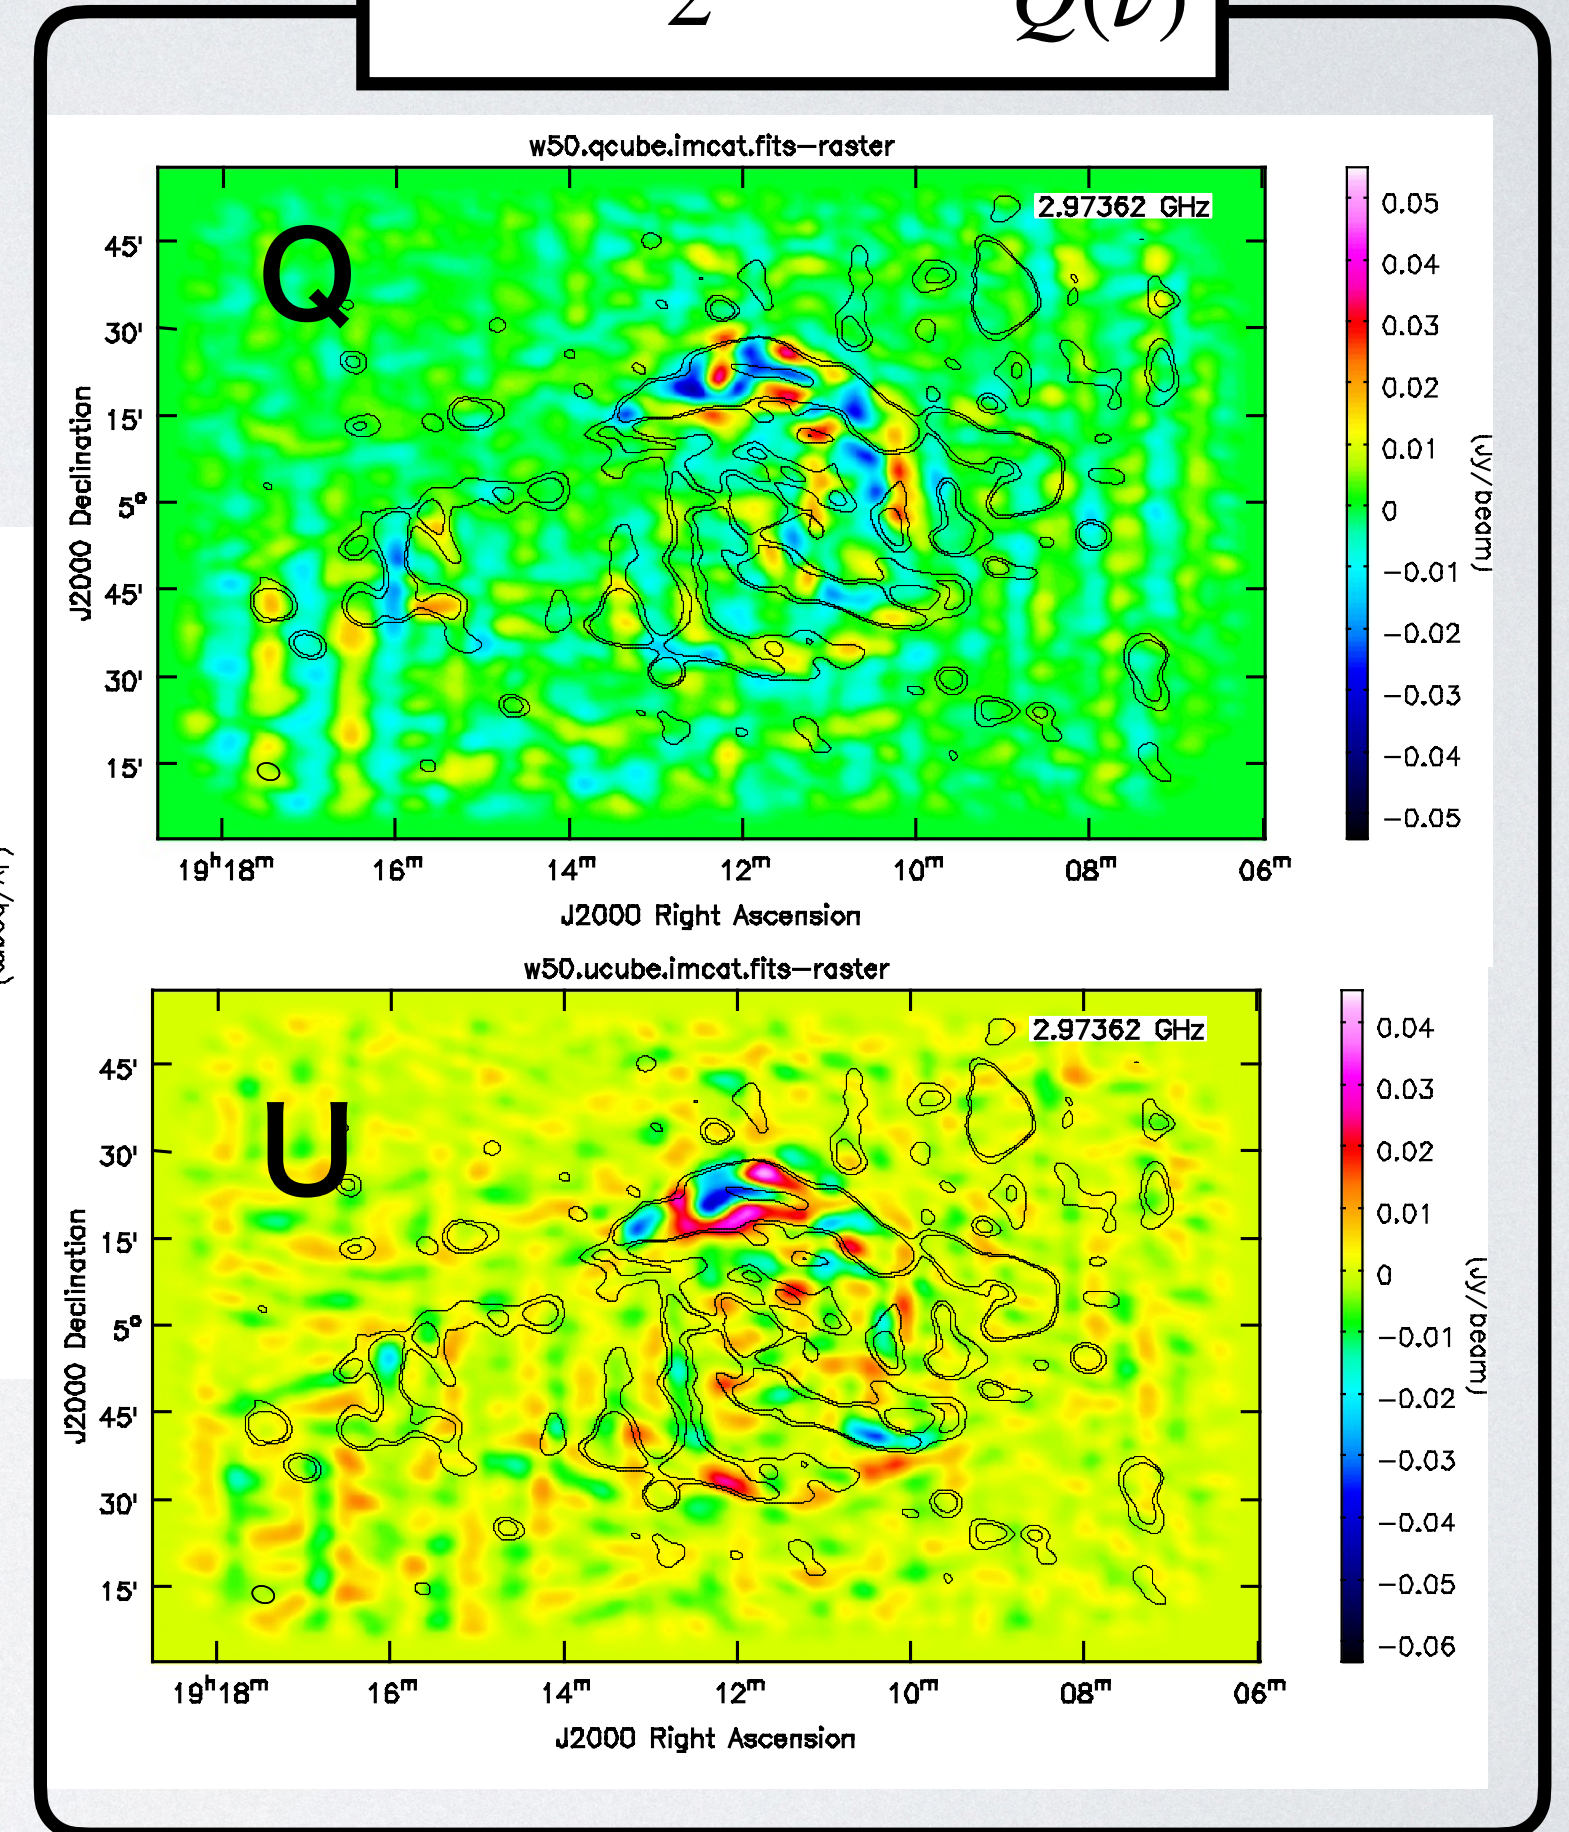 2 Q(ν)
w50.qcube.imcat.fits-raster
Q
2.97362 GHz
45'
30'
15'
5°
45'
30'
15'
J2000 Declination
19ʰ18ᵐ 16ᵐ 14ᵐ 12ᵐ 10ᵐ 08ᵐ 06ᵐ
J2000 Right Ascension
0.05
0.04
0.03
0.02
0.01
0
-0.01
-0.02
-0.03
-0.04
-0.05
(Jy/beam)
w50.ucube.imcat.fits-raster
U
2.97362 GHz
45'
30'
15'
5°
45'
30'
15'
J2000 Declination
19ʰ18ᵐ 16ᵐ 14ᵐ 12ᵐ 10ᵐ 08ᵐ 06ᵐ
J2000 Right Ascension
0.04
0.03
0.02
0.01
0
-0.01
-0.02
-0.03
-0.04
-0.05
-0.06
(Jy/beam)